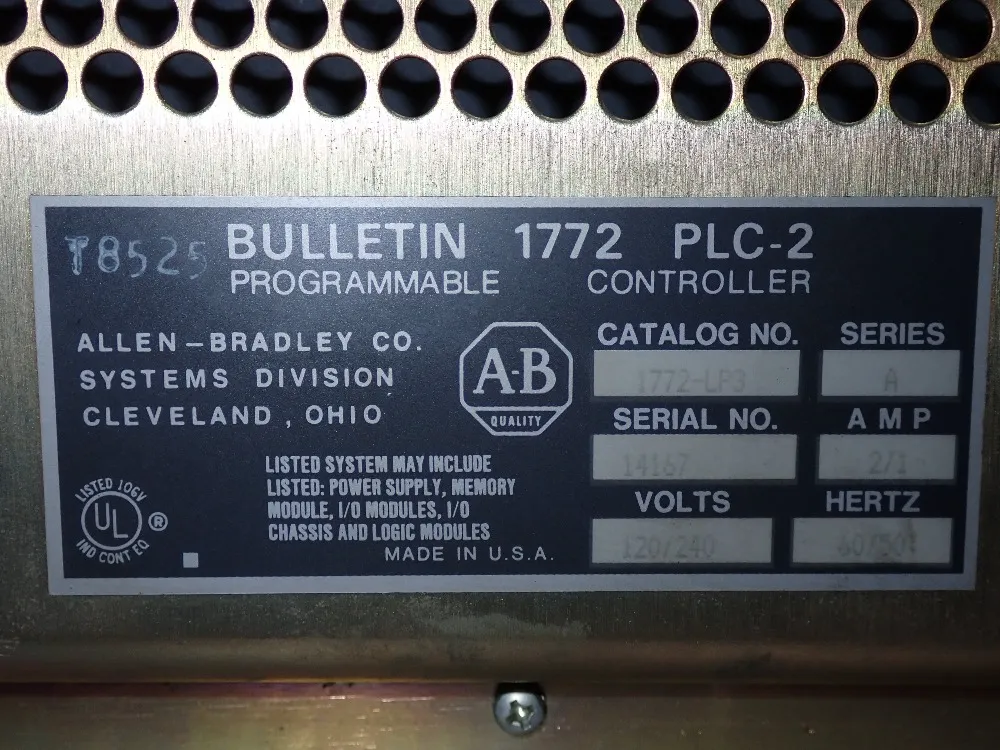 T8525
BULLETIN 1772 PLC-2
PROGRAMMABLE CONTROLLER
ALLEN-BRADLEY CO.
SYSTEMS DIVISION
CLEVELAND, OHIO
A-B
QUALITY
CATALOG NO. SERIES
1772-LP3 A
SERIAL NO. AMP
14167 2/1
VOLTS HERTZ
120/240 60/50
LISTED SYSTEM MAY INCLUDE
LISTED: POWER SUPPLY, MEMORY
MODULE, I/O MODULES, I/O
CHASSIS AND LOGIC MODULES
MADE IN U.S.A.
LISTED 106V
UL ®
IND CONT EQ